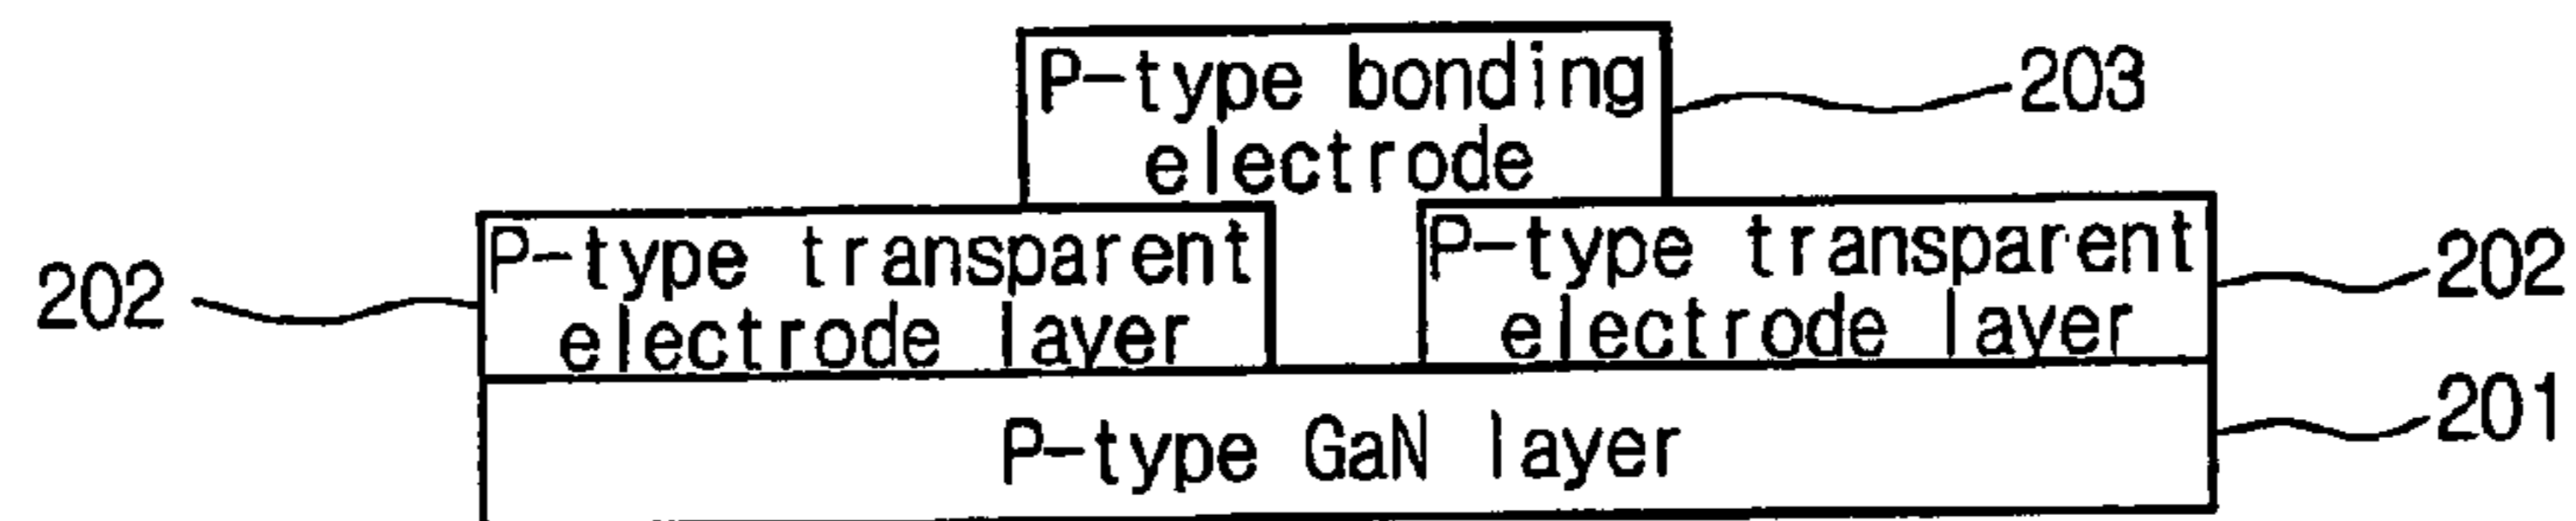 P-type bonding
electrode
203
202
P-type transparent
electrode layer
P-type transparent
electrode layer
202
P-type GaN layer
201